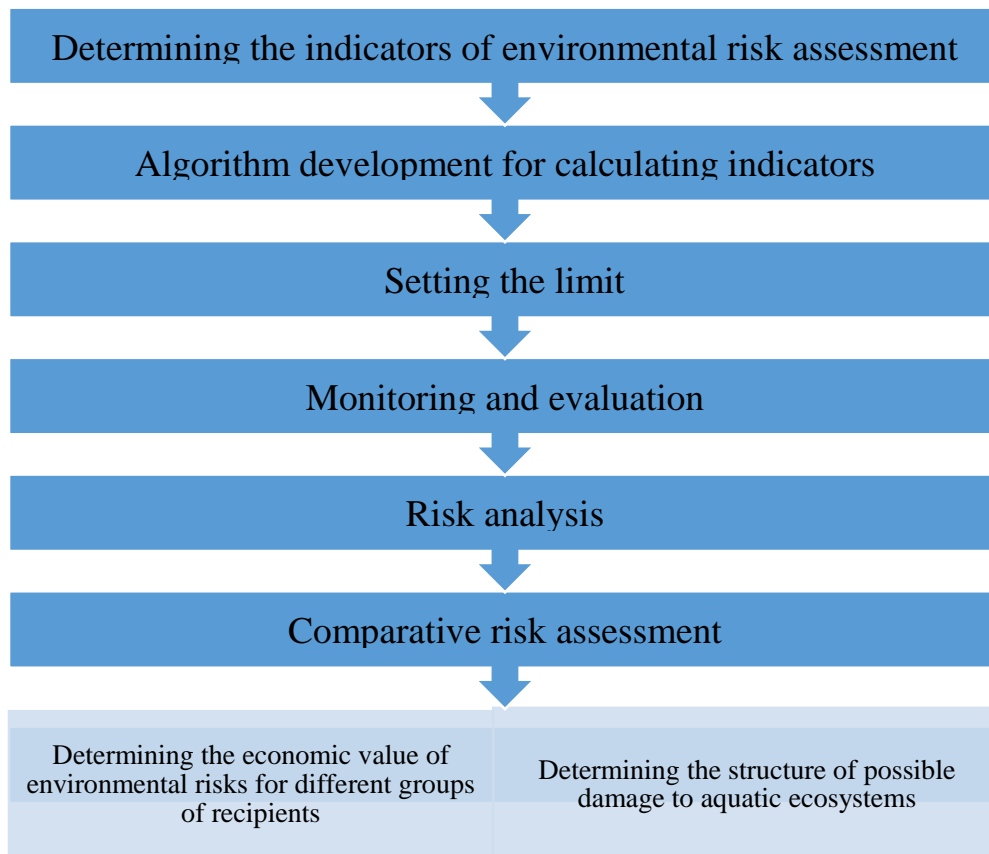 Determining the indicators of environmental risk assessment
Algorithm development for calculating indicators
Setting the limit
Monitoring and evaluation
Risk analysis
Comparative risk assessment
Determining the economic value of
environmental risks for different groups
of recipients
Determining the structure of possible
damage to aquatic ecosystems